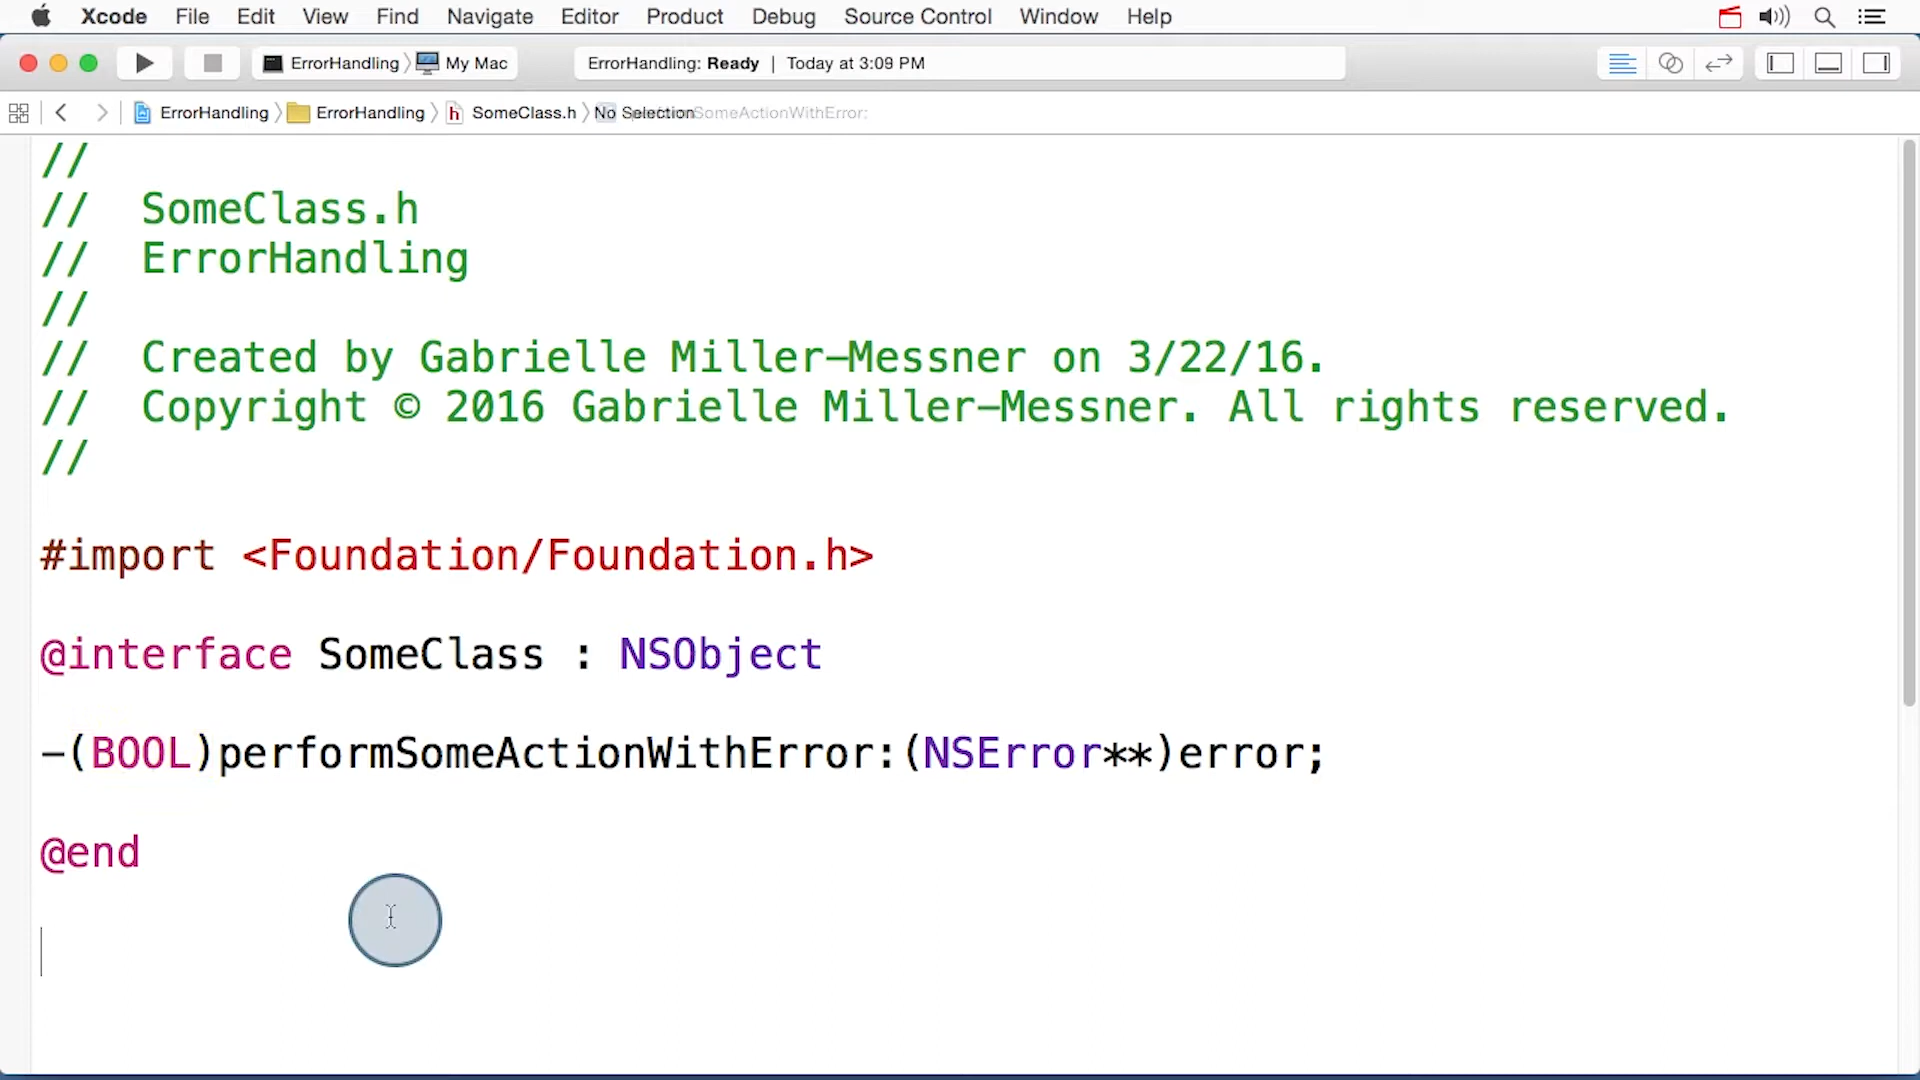 Xcode File Edit View Find Navigate Editor Product Debug Source Control Window Help
ErrorHandling My Mac ErrorHandling: Ready | Today at 3:09 PM
ErrorHandling ErrorHandling h SomeClass.h No Selection SomeActionWithError:
//
// SomeClass.h
// ErrorHandling
//
// Created by Gabrielle Miller-Messner on 3/22/16.
// Copyright © 2016 Gabrielle Miller-Messner. All rights reserved.
//
#import <Foundation/Foundation.h>
@interface SomeClass : NSObject
-(BOOL)performSomeActionWithError:(NSError**)error;
@end